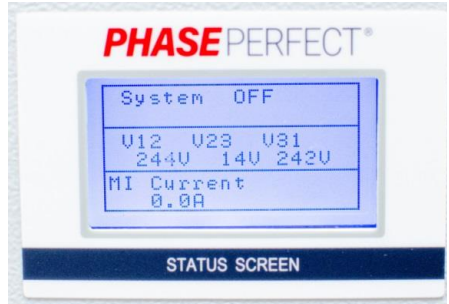 PHASEPERFECT®
System OFF
V12 V23 V31
244V 14V 242V
MI Current
0.0A
STATUS SCREEN